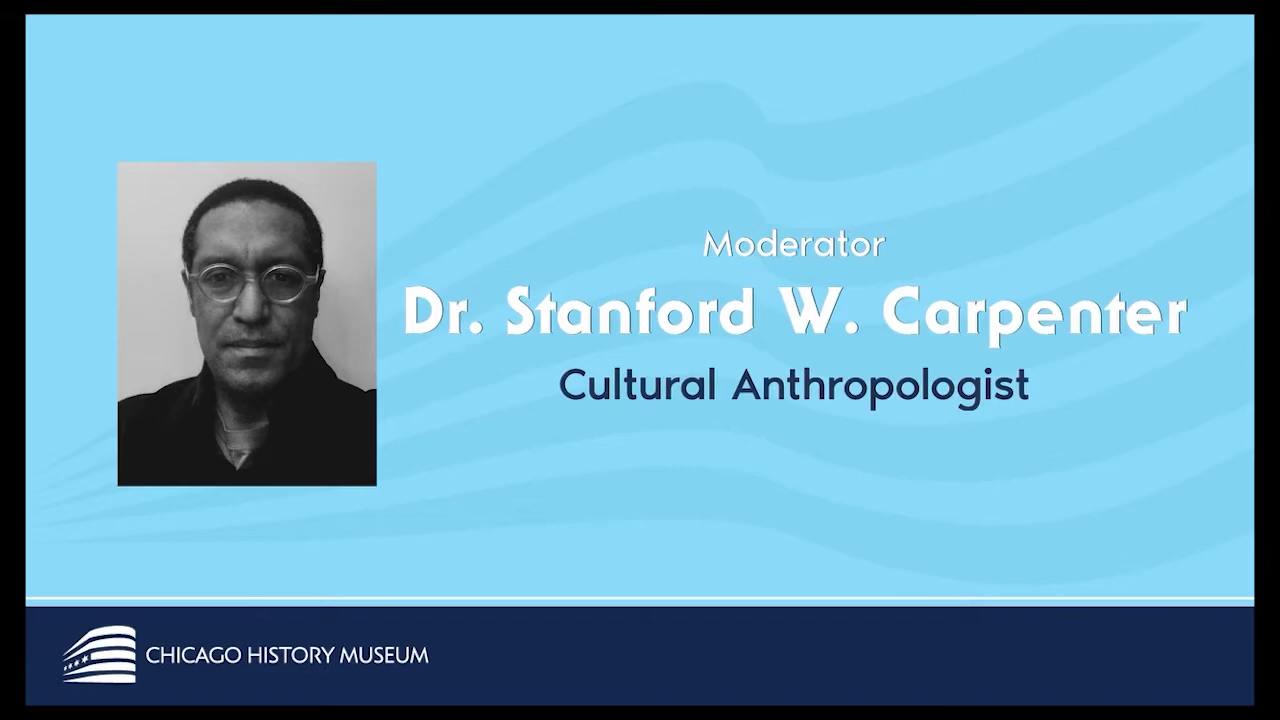 Moderator
Dr. Stanford W. Carpenter
Cultural Anthropologist
CHICAGO HISTORY MUSEUM